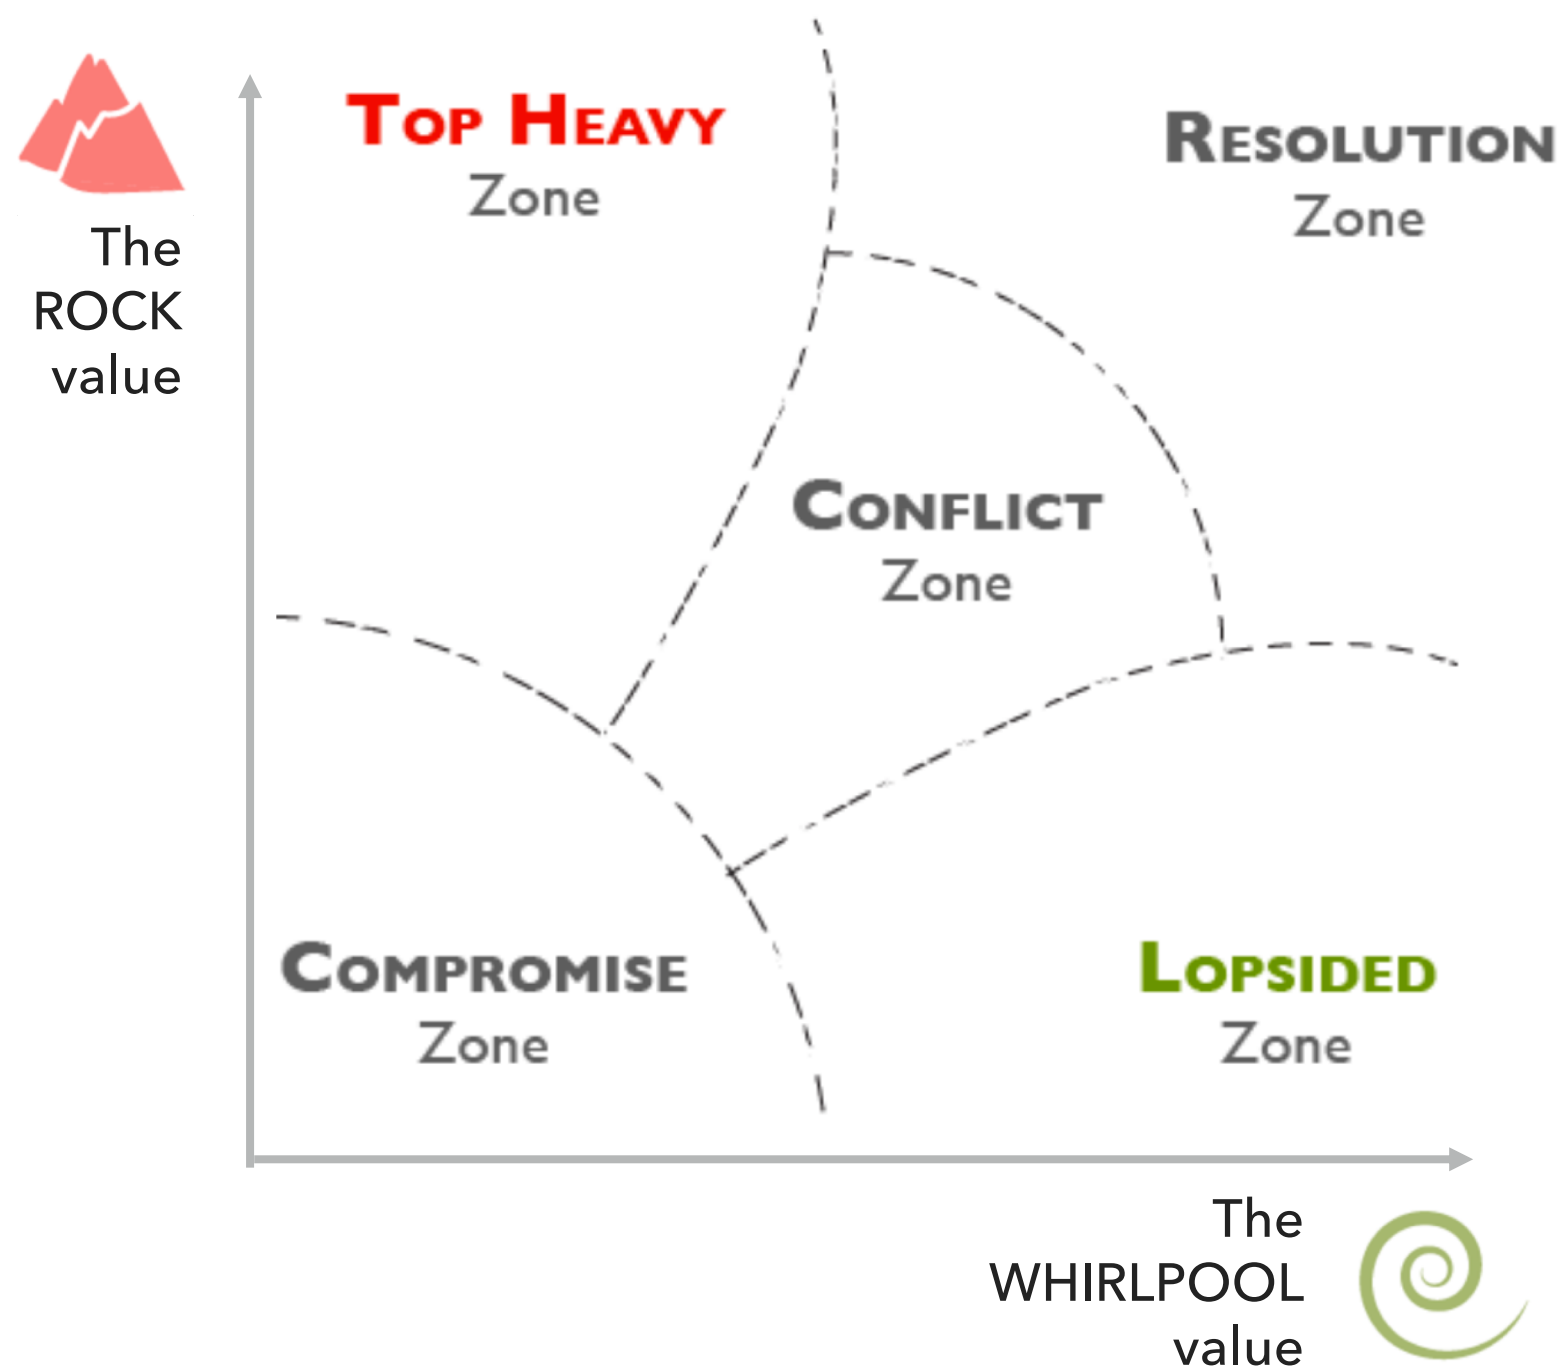 TOP HEAVY
Zone
RESOLUTION
Zone
The
ROCK
value
CONFLICT
Zone
COMPROMISE
Zone
LOPSIDED
Zone
The
WHIRLPOOL
value